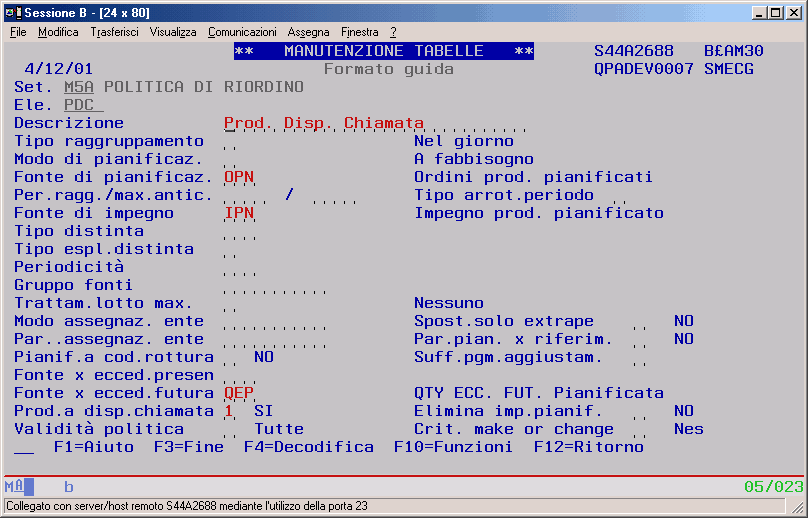 Sessione B - [24 x 80]
File Modifica Trasferisci Visualizza Comunicazioni Assegna Finestra ?
** MANUTENZIONE TABELLE ** S44A2688 B£AM30
4/12/01 Formato guida QPADEV0007 SMECG
Set. M5A POLITICA DI RIORDINO
Ele. PDC
Descrizione Prod. Disp. Chiamata
Tipo raggruppamento Nel giorno
Modo di pianificaz. A fabbisogno
Fonte di pianificaz. OPN Ordini prod. pianificati
Per.ragg./max.antic. / Tipo arrot.periodo
Fonte di impegno IPN Impegno prod. pianificato
Tipo distinta
Tipo espl.distinta
Periodicità
Gruppo fonti
Trattam.lotto max. Nessuno
Modo assegnaz. ente Spost.solo extrape NO
Par..assegnaz. ente Par.pian. x riferim. NO
Pianif.a cod.rottura NO Suff.pgm.aggiustam.
Fonte x ecced.presen
Fonte x ecced.futura QEP QTY ECC. FUT. Pianificata
Prod.a disp.chiamata 1 SI Elimina imp.pianif. NO
Validità politica Tutte Crit. make or change Nes
F1=Aiuto F3=Fine F4=Decodifica F10=Funzioni F12=Ritorno
MA b 05/023
Collegato con server/host remoto S44A2688 mediante l'utilizzo della porta 23